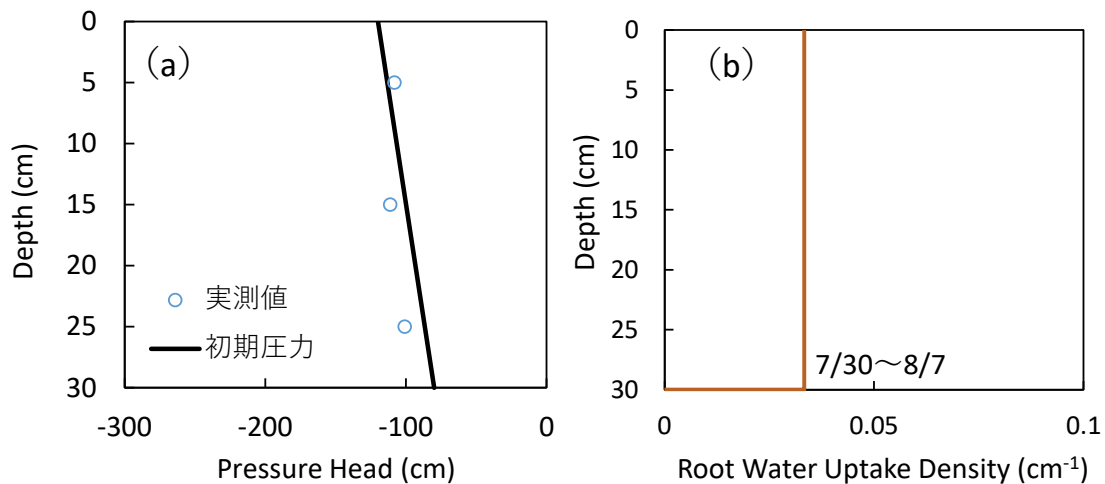 (a)
0
5
10
15
20
25
30
Depth (cm)
実測値
初期圧力
-300
-200
-100
0
Pressure Head (cm)
(b)
0
5
10
15
20
25
30
Depth (cm)
7/30～8/7
0
0.05
0.1
Root Water Uptake Density (cm⁻¹)